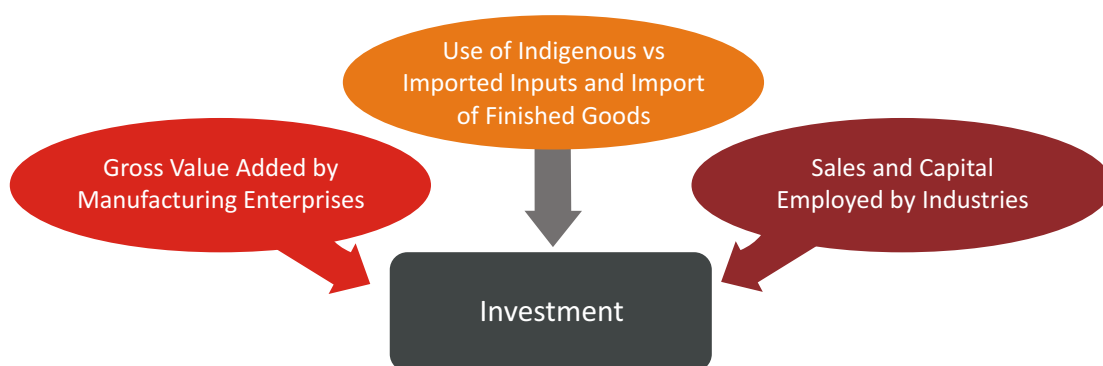 Use of Indigenous vs
Imported Inputs and Import
of Finished Goods
Gross Value Added by
Manufacturing Enterprises
Sales and Capital
Employed by Industries
Investment